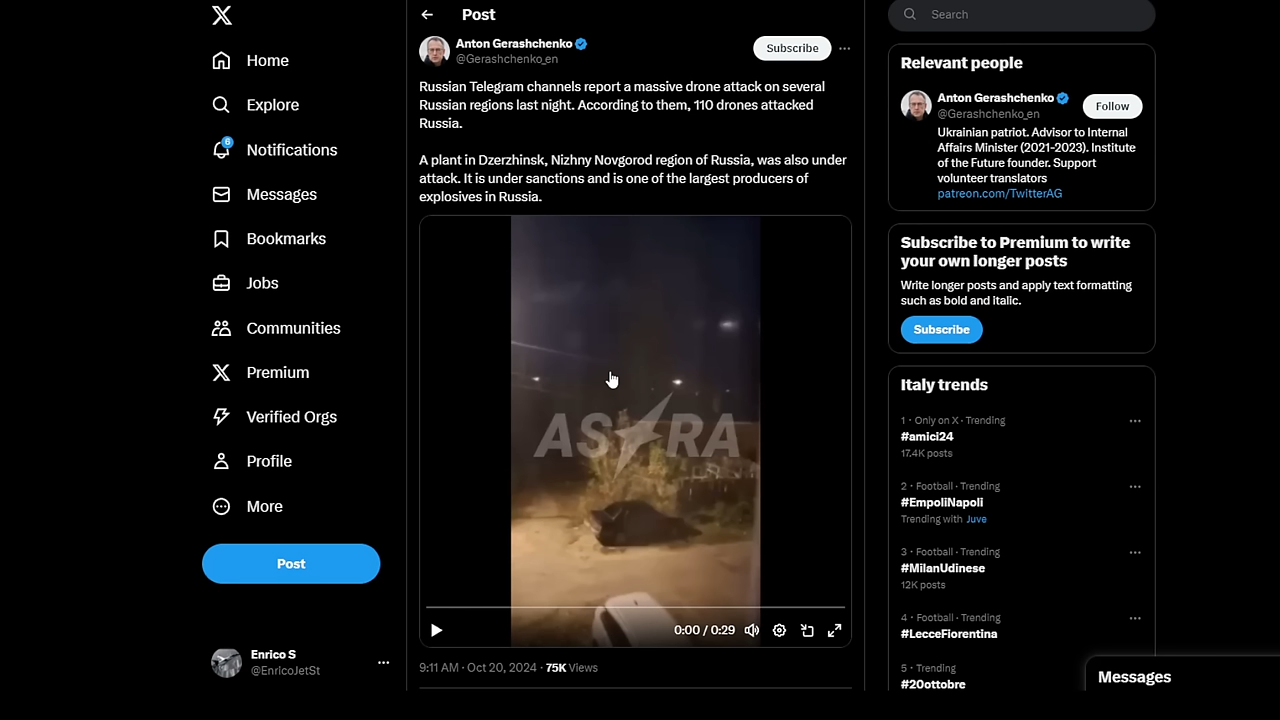 Home
Explore
6
Notifications
Messages
Bookmarks
Jobs
Communities
Premium
Verified Orgs
Profile
More
Post
Enrico S
@EnricoJetSt
Post
Anton Gerashchenko
@Gerashchenko_en
Subscribe
Russian Telegram channels report a massive drone attack on several
Russian regions last night. According to them, 110 drones attacked
Russia.
A plant in Dzerzhinsk, Nizhny Novgorod region of Russia, was also under
attack. It is under sanctions and is one of the largest producers of
explosives in Russia.
ASTRA
0:00 / 0:29
9:11 AM · Oct 20, 2024 · 75K Views
Search
Relevant people
Anton Gerashchenko
@Gerashchenko_en
Follow
Ukrainian patriot. Advisor to Internal
Affairs Minister (2021-2023). Institute
of the Future founder. Support
volunteer translators
patreon.com/TwitterAG
Subscribe to Premium to write
your own longer posts
Write longer posts and apply text formatting
such as bold and italic.
Subscribe
Italy trends
1 · Only on X · Trending
#amici24
17.4K posts
2 · Football · Trending
#EmpoliNapoli
Trending with Juve
3 · Football · Trending
#MilanUdinese
12K posts
4 · Football · Trending
#LecceFiorentina
5 · Trending
#20ottobre
Messages